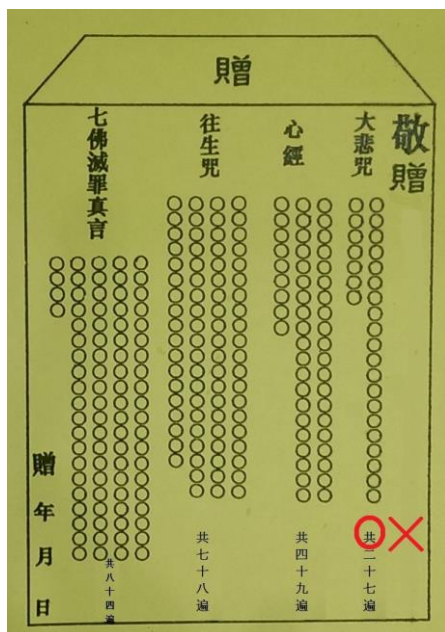 贈
敬贈
大悲咒
共二十七遍
心經
共四十九遍
往生咒
共七十八遍
七佛滅罪真言
共八十四遍
贈年月日